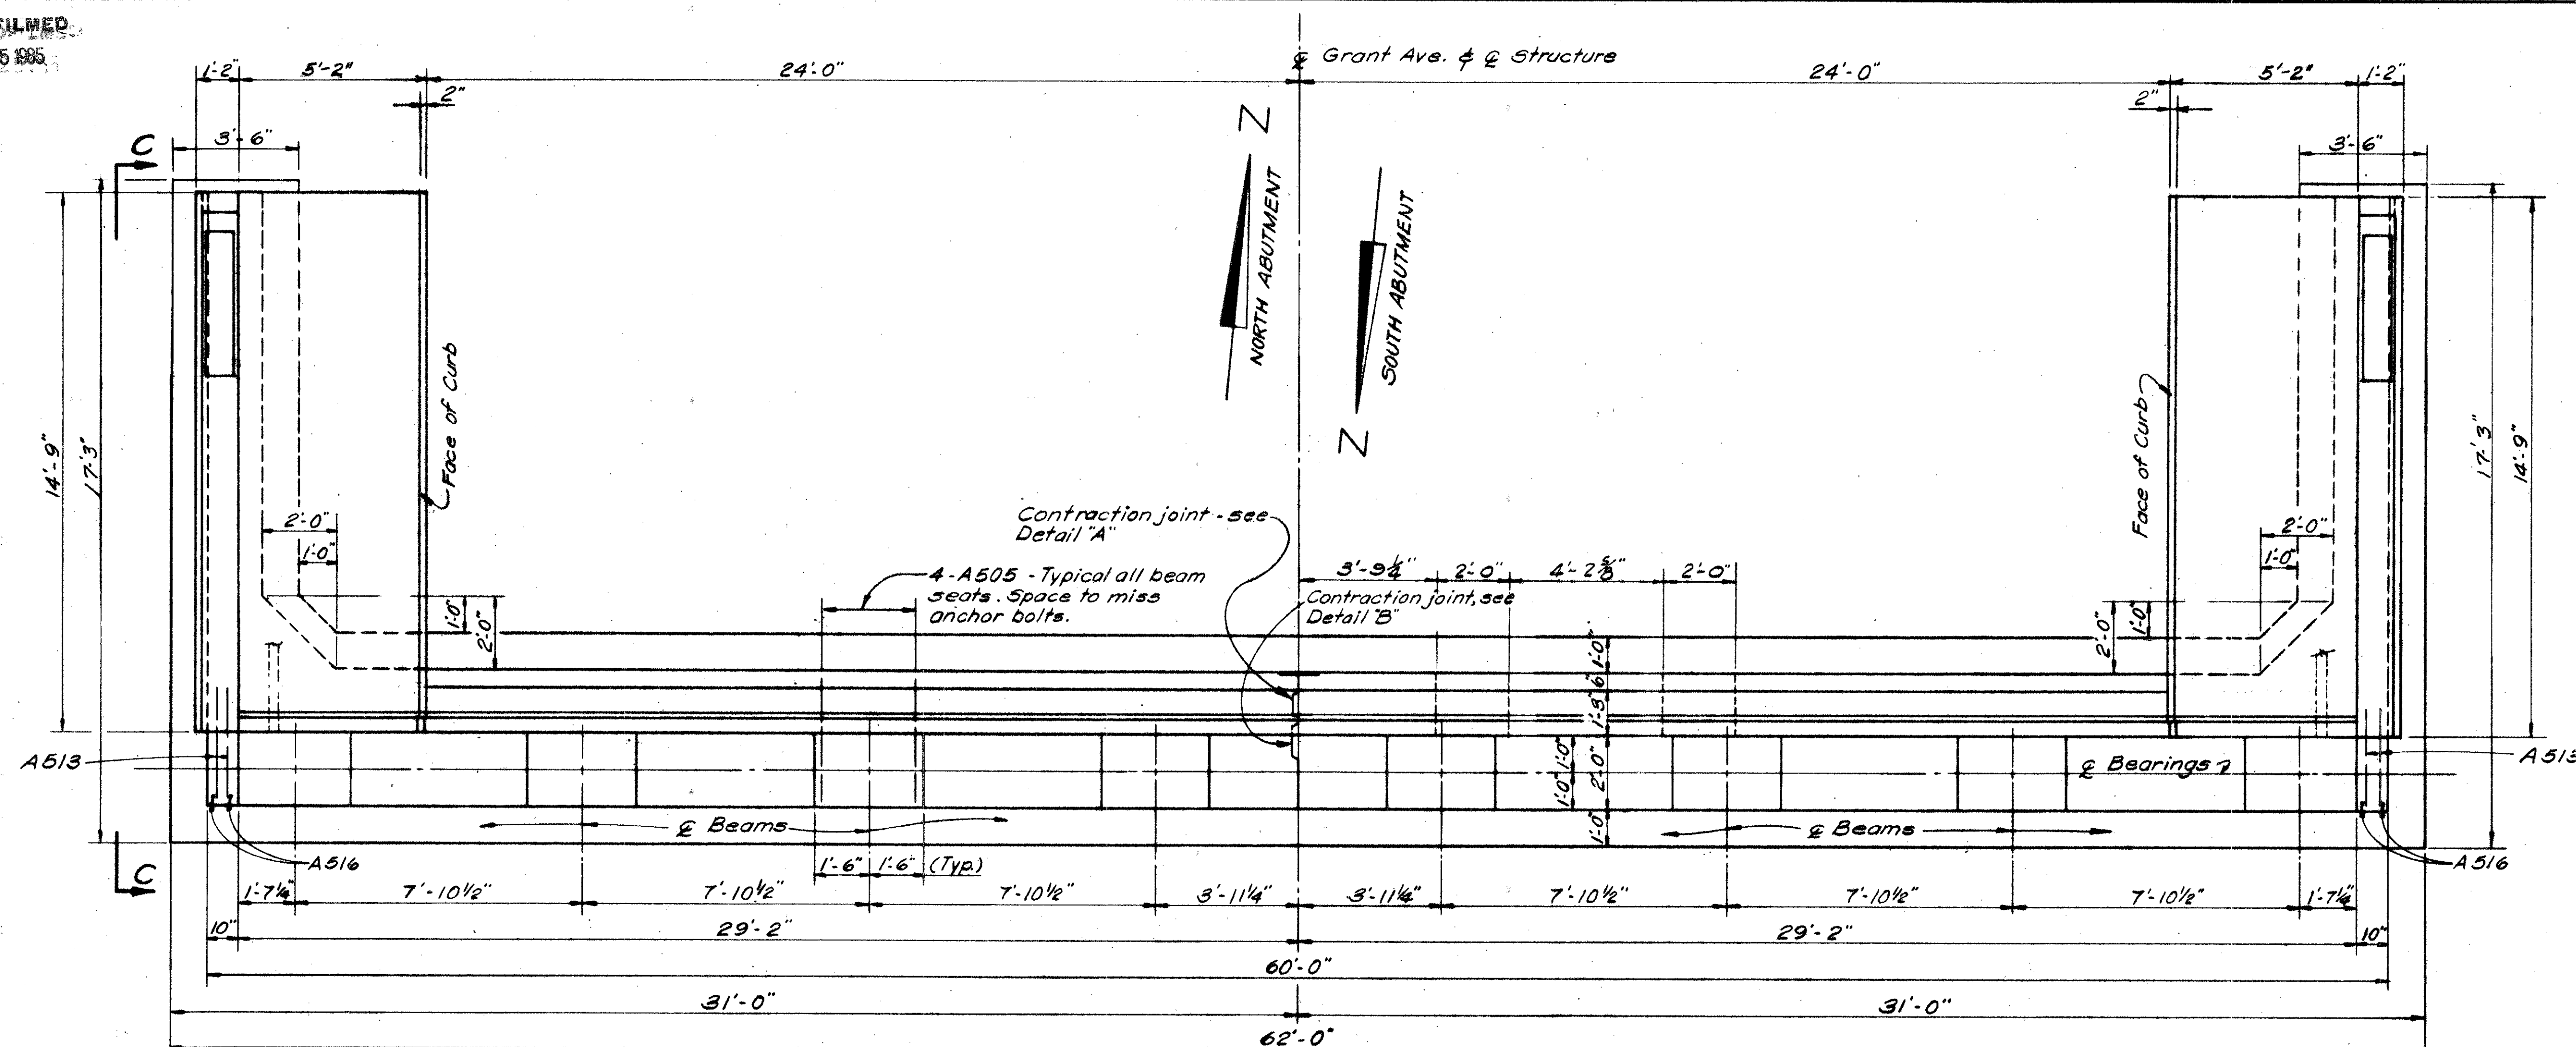 FILMED
5 1985
℄ Grant Ave. & ℄ Structure
1'-2" 5'-2" 24'-0" 24'-0" 5'-2" 1'-2"
2" 2"
C 3'-6" 3'-6"
Z
NORTH ABUTMENT
SOUTH ABUTMENT
Z
14'-9" 17'-3" 17'-3" 14'-9"
Face of Curb
Face of Curb
2'-0" 1'-0" 2'-0" 1'-0"
Contraction joint - see
Detail "A"
4-A505 - Typical all beam
seats. Space to miss
anchor bolts.
3'-9¼" 2'-0" 4'-2⅝" 2'-0"
Contraction joint, see
Detail "B"
1'-0" 2'-0" 1'-0" 6" 1'-3" 2'-0" 1'-0"
1'-0" 1'-0" 2'-0" 1'-0"
A513 ℄ Bearings A513
℄ Beams ℄ Beams
C A516 1'-6" 1'-6" (Typ.) A516
1'-7¼" 7'-10½" 7'-10½" 7'-10½" 3'-11¼" 3'-11¼" 7'-10½" 7'-10½" 7'-10½" 1'-7¼"
10" 29'-2" 29'-2" 10"
60'-0"
31'-0" 31'-0"
62'-0"